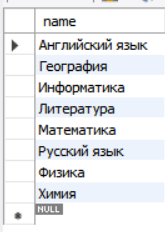 name
Английский язык
География
Информатика
Литература
Математика
Русский язык
Физика
Химия
NULL